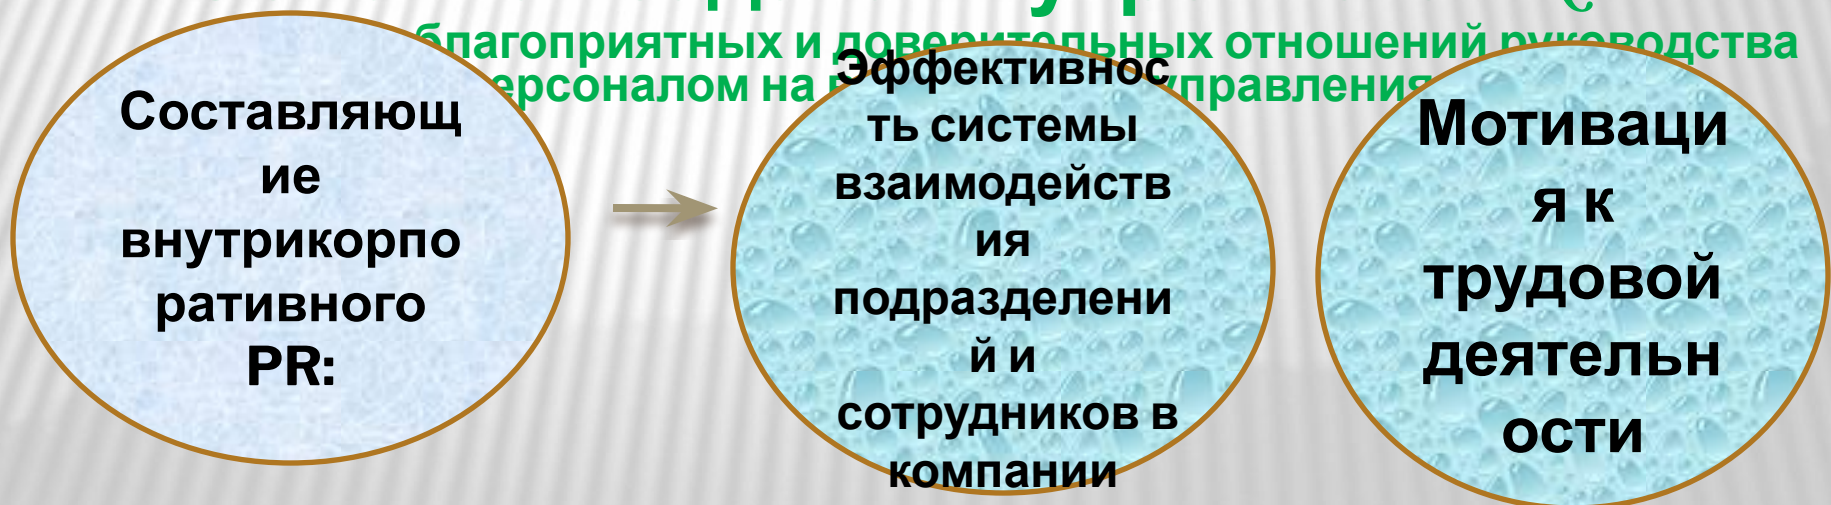 благоприятных и доверительных отношений руководства
персоналом на управления
Составляющ
ие
внутрикорпо
ративного
PR:
Эффективнос
ть системы
взаимодейств
ия
подразделени
й и
сотрудников в
компании
Мотиваци
я к
трудовой
деятельн
ости